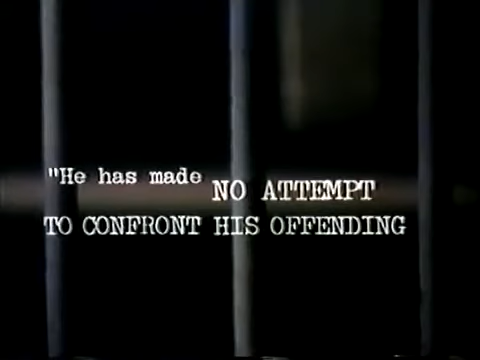 "He has made NO ATTEMPT
TO CONFRONT HIS OFFENDING